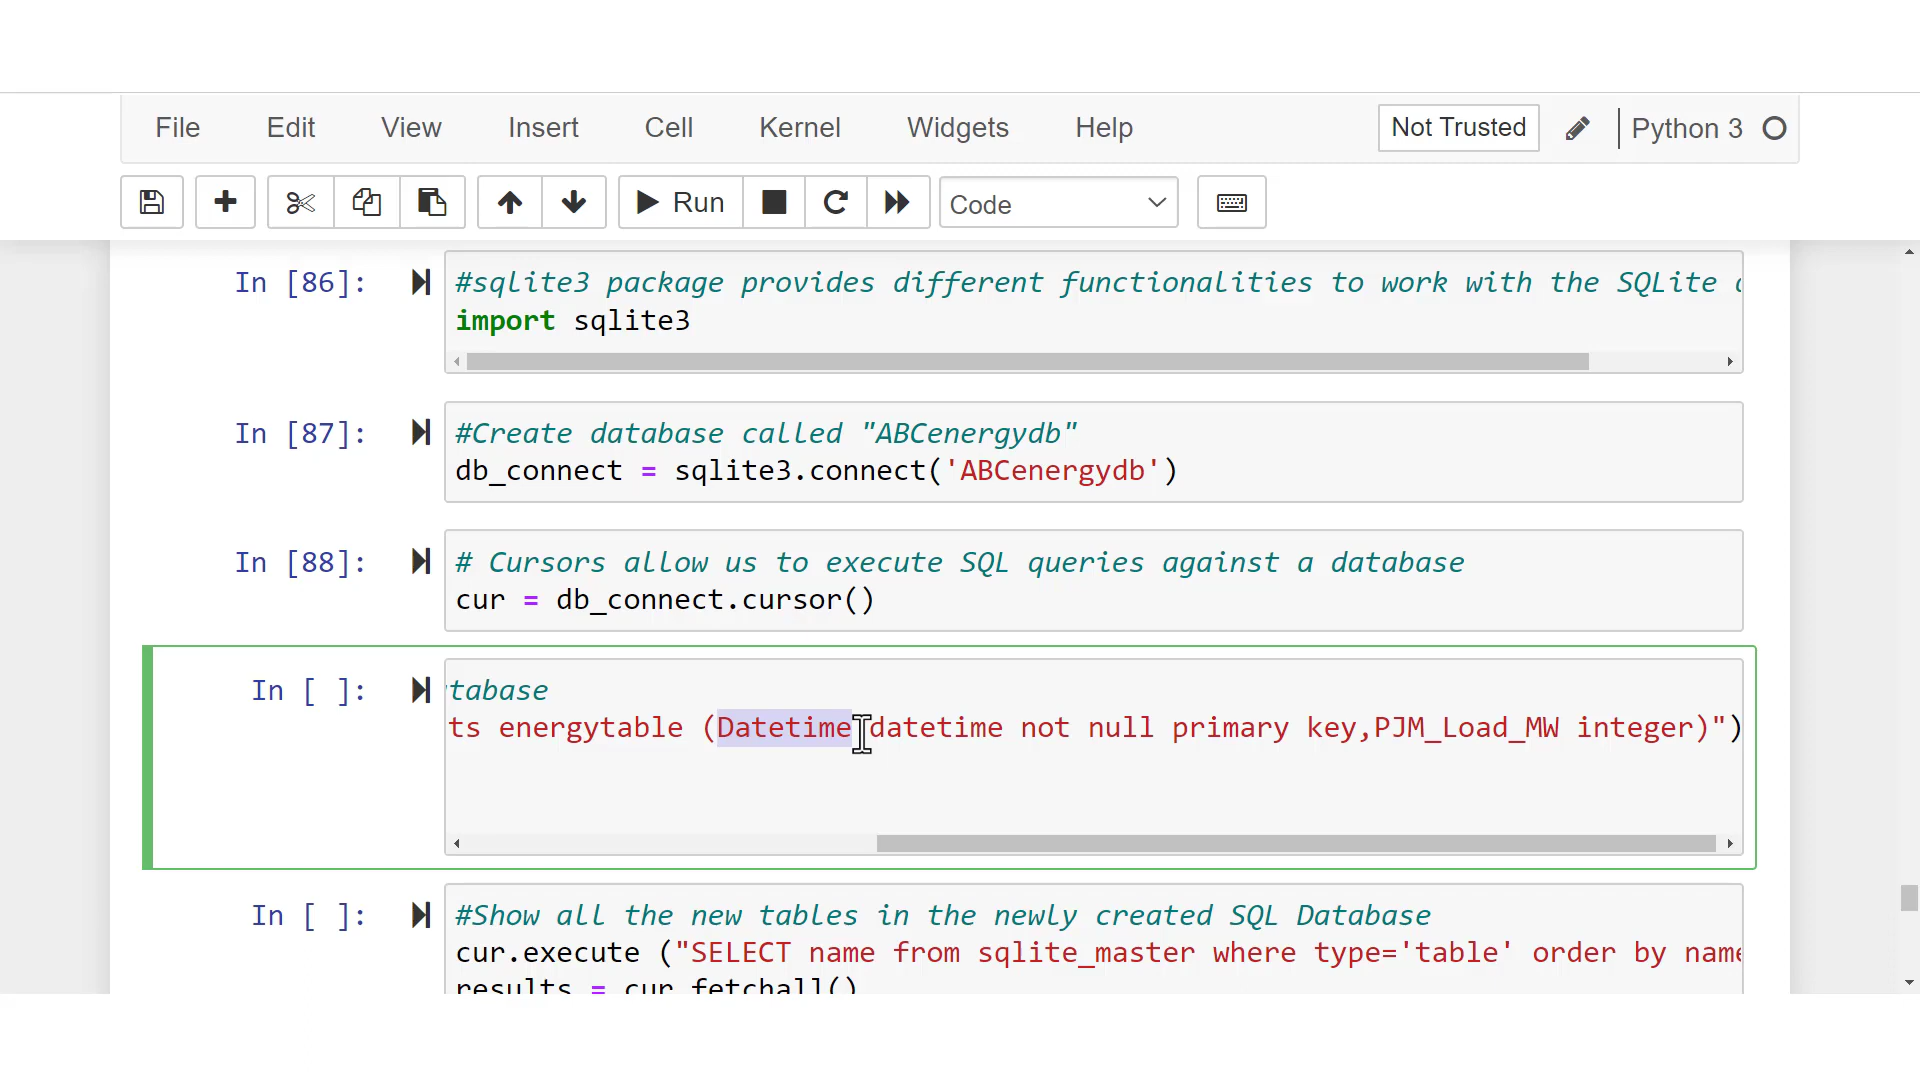 File Edit View Insert Cell Kernel Widgets Help Not Trusted Python 3
Run Code
In [86]: #sqlite3 package provides different functionalities to work with the SQLite
import sqlite3
In [87]: #Create database called "ABCenergydb"
db_connect = sqlite3.connect('ABCenergydb')
In [88]: # Cursors allow us to execute SQL queries against a database
cur = db_connect.cursor()
In [ ]: tabase
ts energytable (Datetime datetime not null primary key,PJM_Load_MW integer)")
In [ ]: #Show all the new tables in the newly created SQL Database
cur.execute ("SELECT name from sqlite_master where type='table' order by name
results = cur.fetchall()